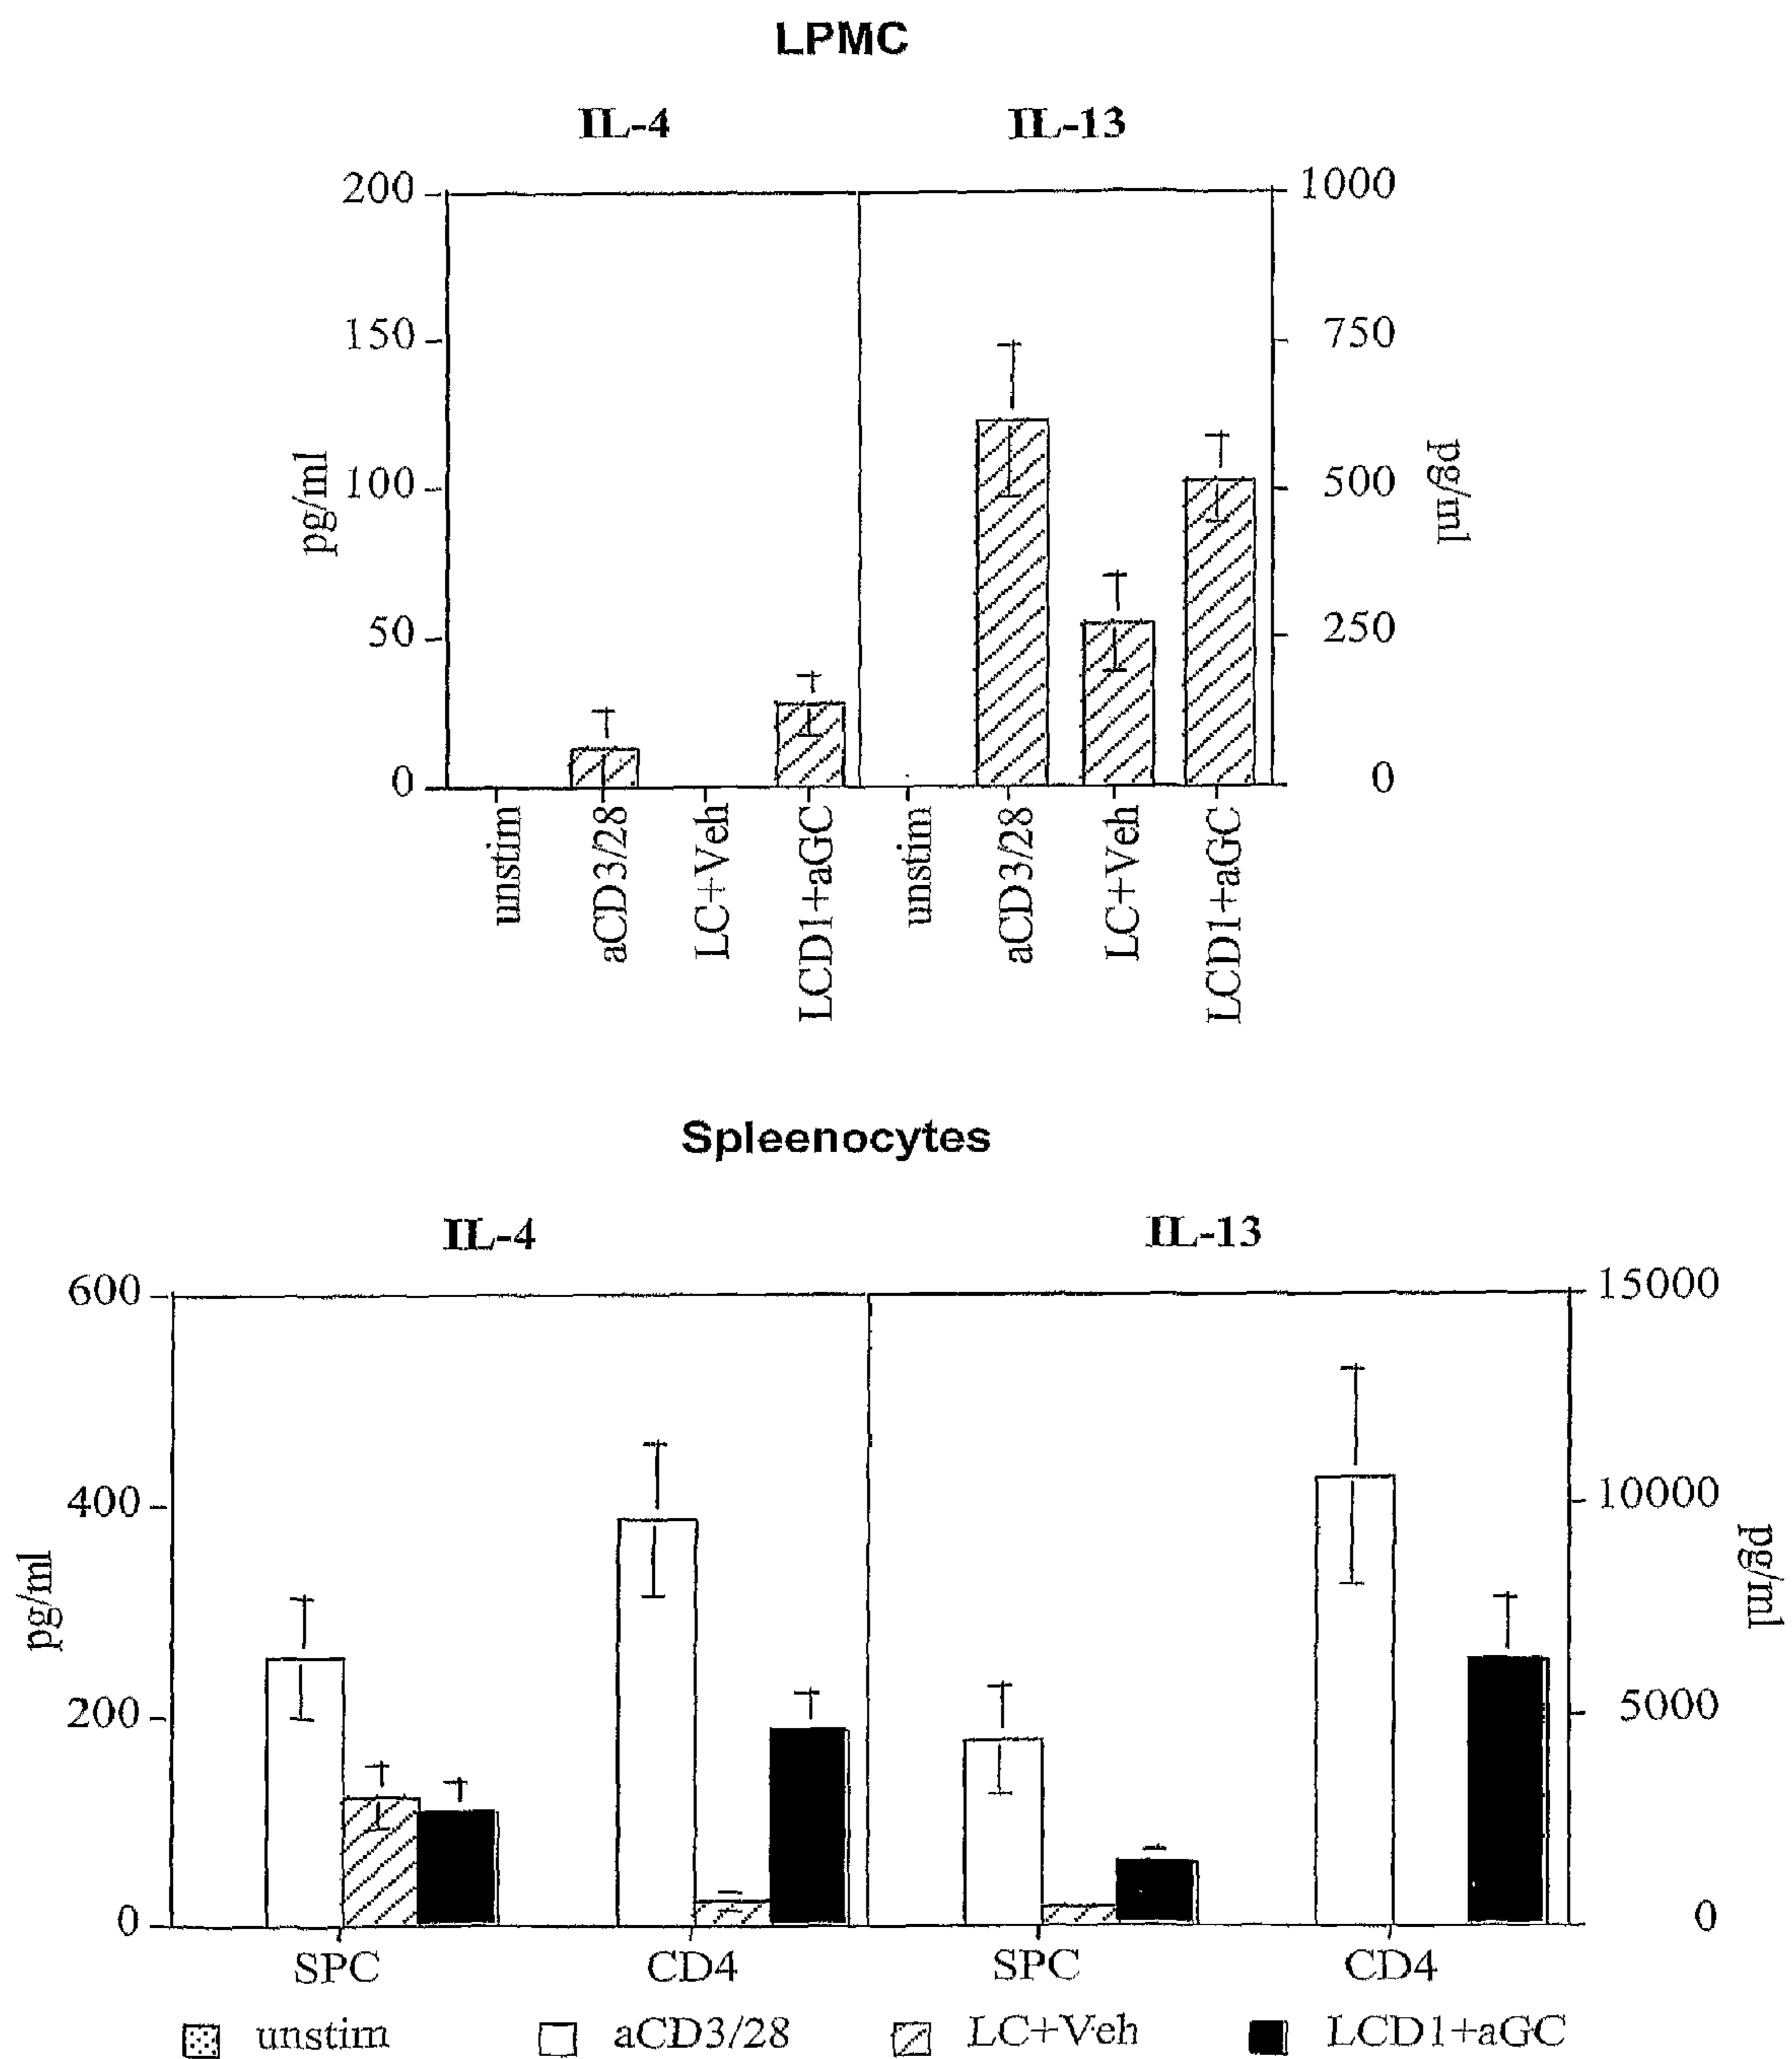 LPMC
IL-4 IL-13
200 1000
150 750
pg/ml 100 500 pg/ml
50 250
0 0
unstim aCD3/28 LC+Veh LCD1+aGC unstim aCD3/28 LC+Veh LCD1+aGC
Spleenocytes
IL-4 IL-13
600 15000
400 10000
pg/ml pg/ml
200 5000
0 0
SPC CD4 SPC CD4
unstim aCD3/28 LC+Veh LCD1+aGC